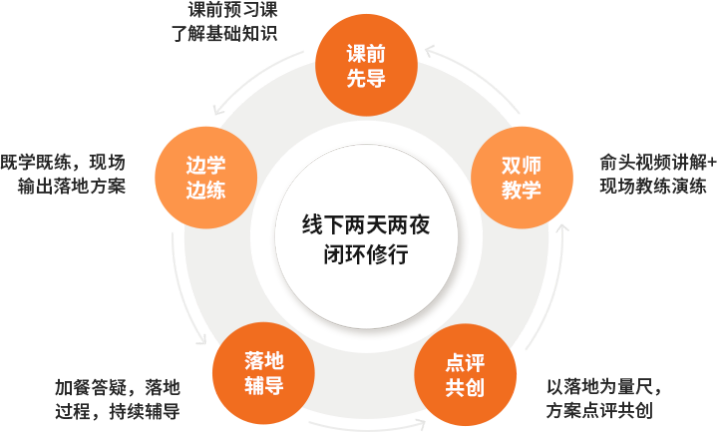 课前预习课
了解基础知识
课前
先导
既学既练，现场
输出落地方案
边学
边练
双师
教学
俞头视频讲解+
现场教练演练
线下两天两夜
闭环修行
加餐答疑，落地
过程，持续辅导
落地
辅导
点评
共创
以落地为量尺，
方案点评共创